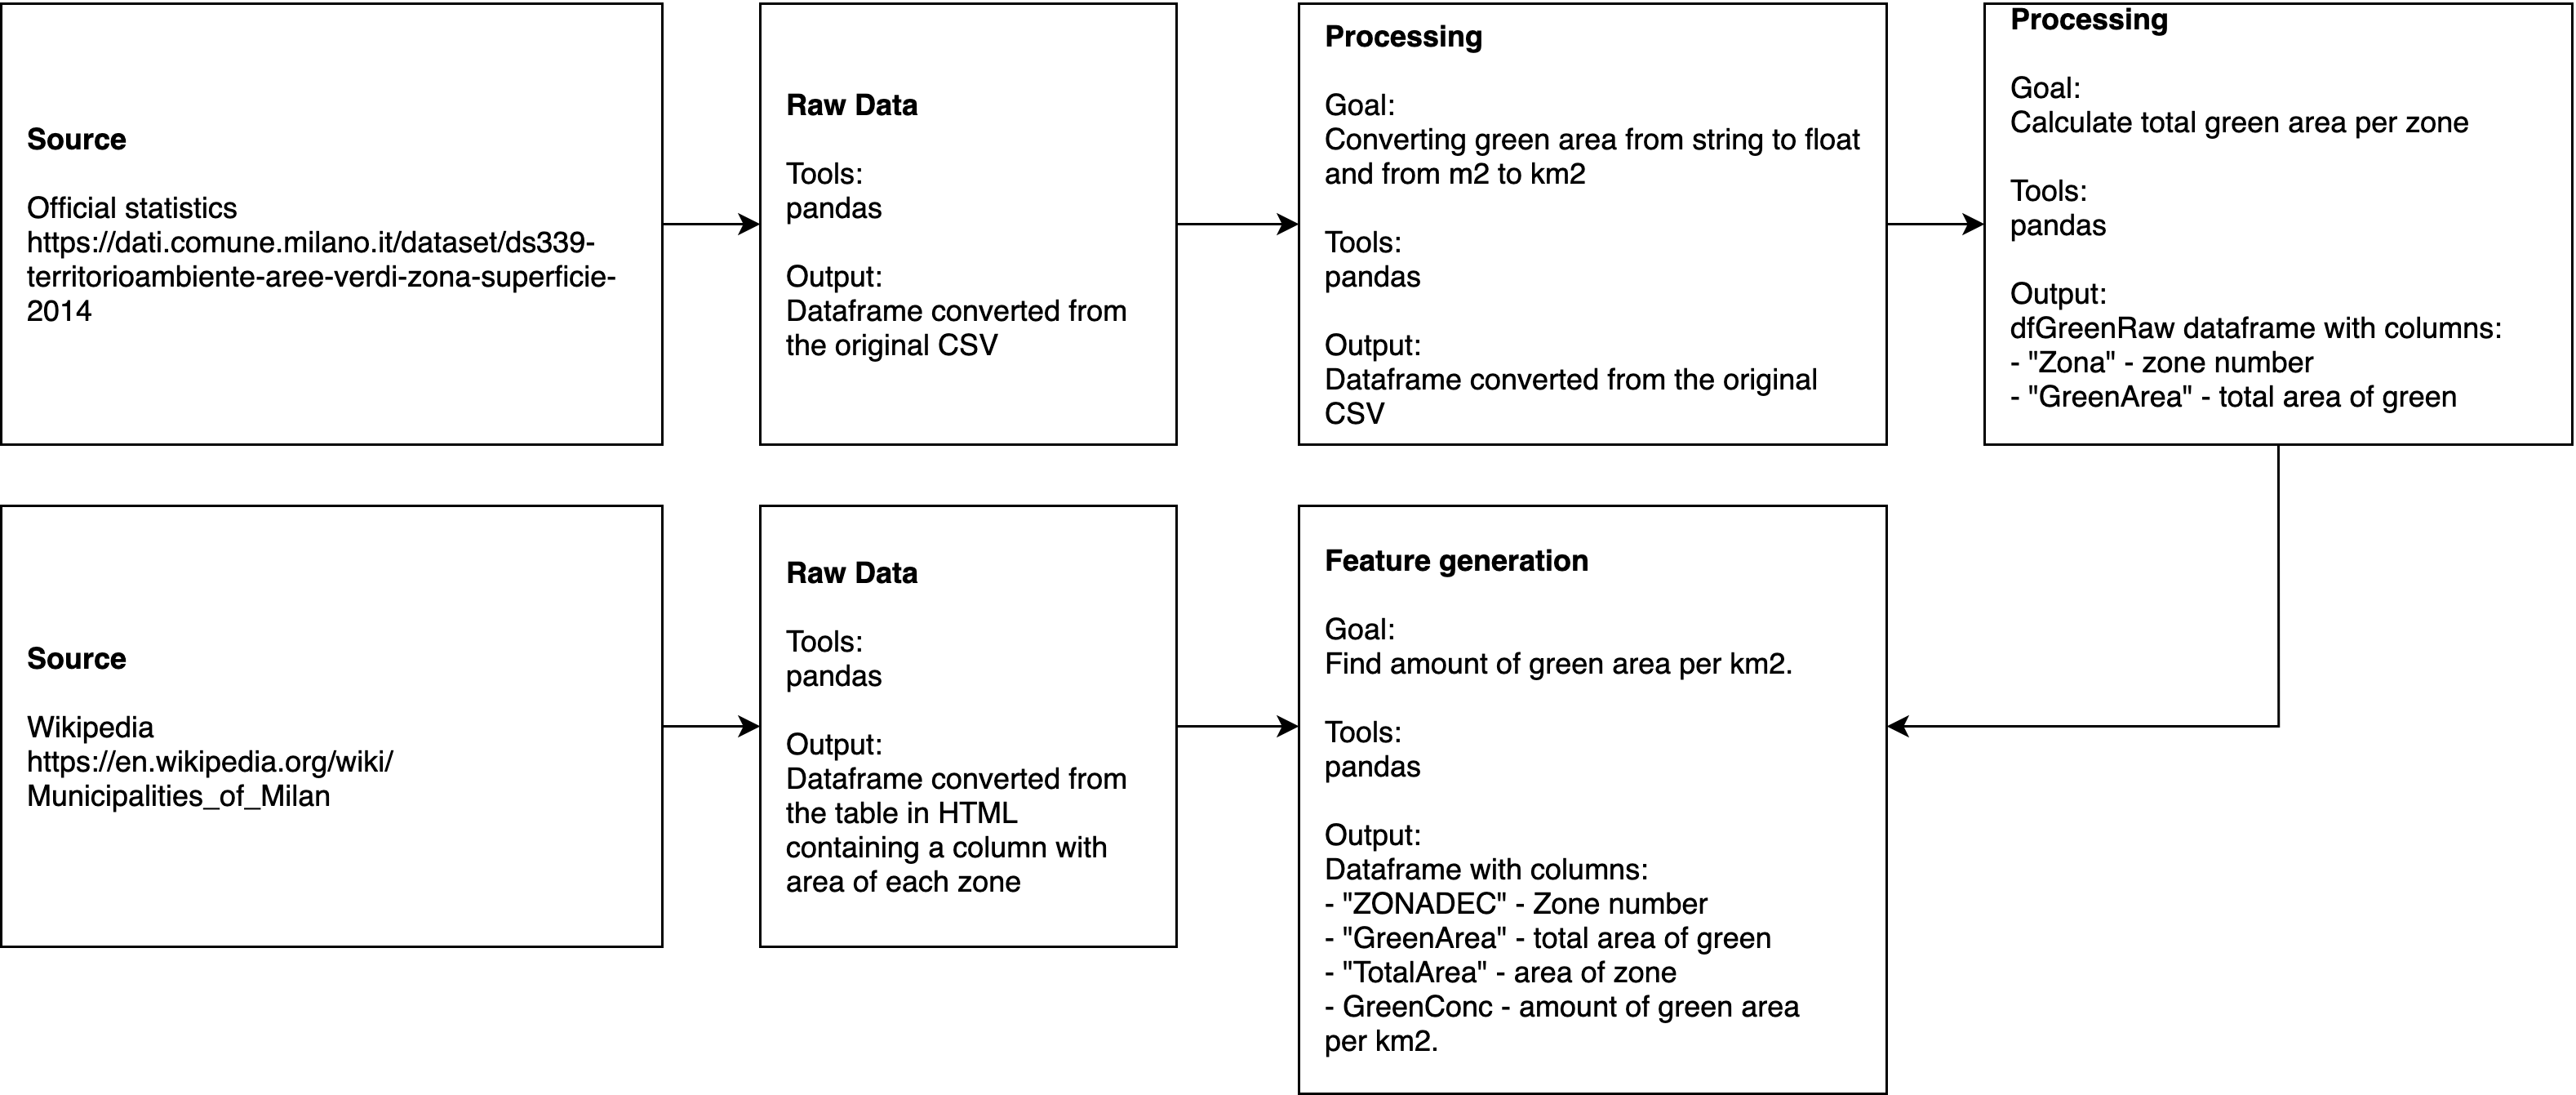 Source
Official statistics
https://dati.comune.milano.it/dataset/ds339-
territorioambiente-aree-verdi-zona-superficie-
2014
Raw Data
Tools:
pandas
Output:
Dataframe converted from
the original CSV
Processing
Goal:
Converting green area from string to float
and from m2 to km2
Tools:
pandas
Output:
Dataframe converted from the original
CSV
Processing
Goal:
Calculate total green area per zone
Tools:
pandas
Output:
dfGreenRaw dataframe with columns:
- "Zona" - zone number
- "GreenArea" - total area of green
Source
Wikipedia
https://en.wikipedia.org/wiki/
Municipalities_of_Milan
Raw Data
Tools:
pandas
Output:
Dataframe converted from
the table in HTML
containing a column with
area of each zone
Feature generation
Goal:
Find amount of green area per km2.
Tools:
pandas
Output:
Dataframe with columns:
- "ZONADEC" - Zone number
- "GreenArea" - total area of green
- "TotalArea" - area of zone
- GreenConc - amount of green area
per km2.